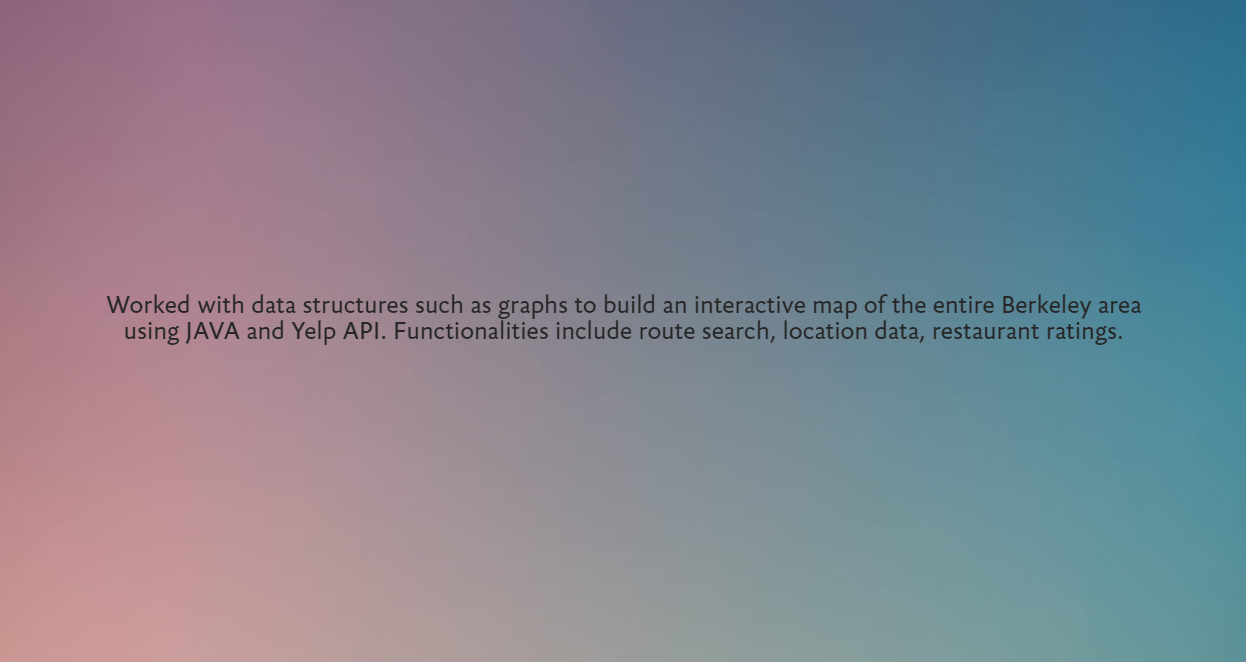 Worked with data structures such as graphs to build an interactive map of the entire Berkeley area
using JAVA and Yelp API. Functionalities include route search, location data, restaurant ratings.